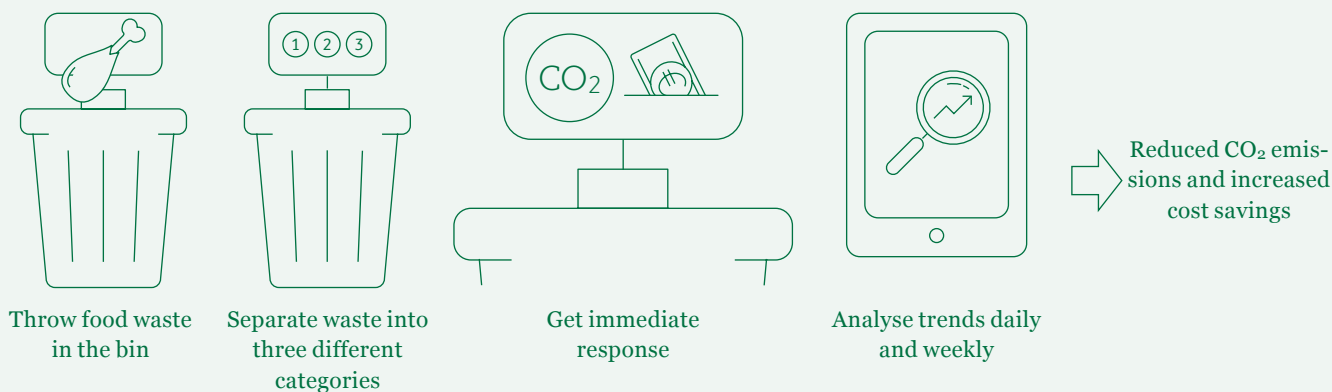 1 2 3
CO₂
Reduced CO₂ emis-
sions and increased
cost savings
Throw food waste
in the bin
Separate waste into
three different
categories
Get immediate
response
Analyse trends daily
and weekly